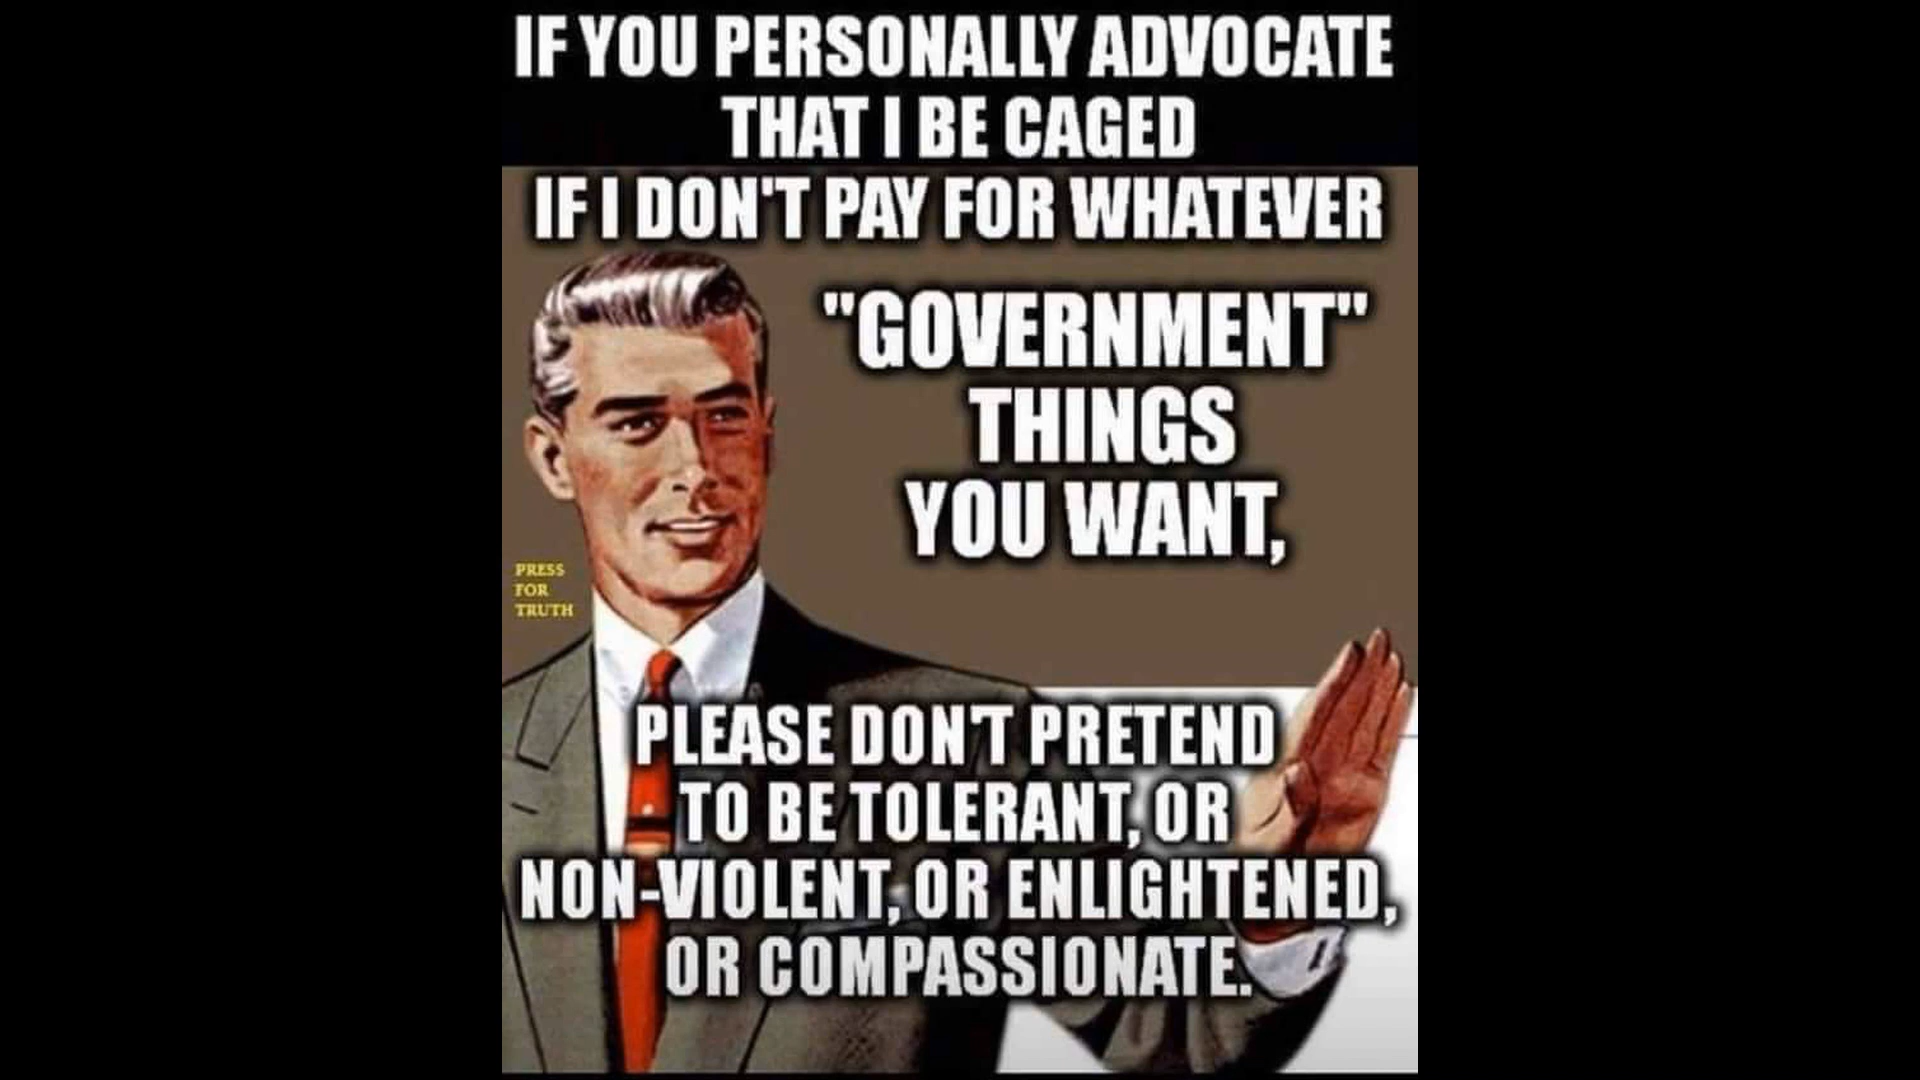 IF YOU PERSONALLY ADVOCATE
THAT I BE CAGED
IF I DON'T PAY FOR WHATEVER
"GOVERNMENT"
THINGS
YOU WANT,
PRESS
FOR
TRUTH
PLEASE DON'T PRETEND
TO BE TOLERANT, OR
NON-VIOLENT, OR ENLIGHTENED,
OR COMPASSIONATE.